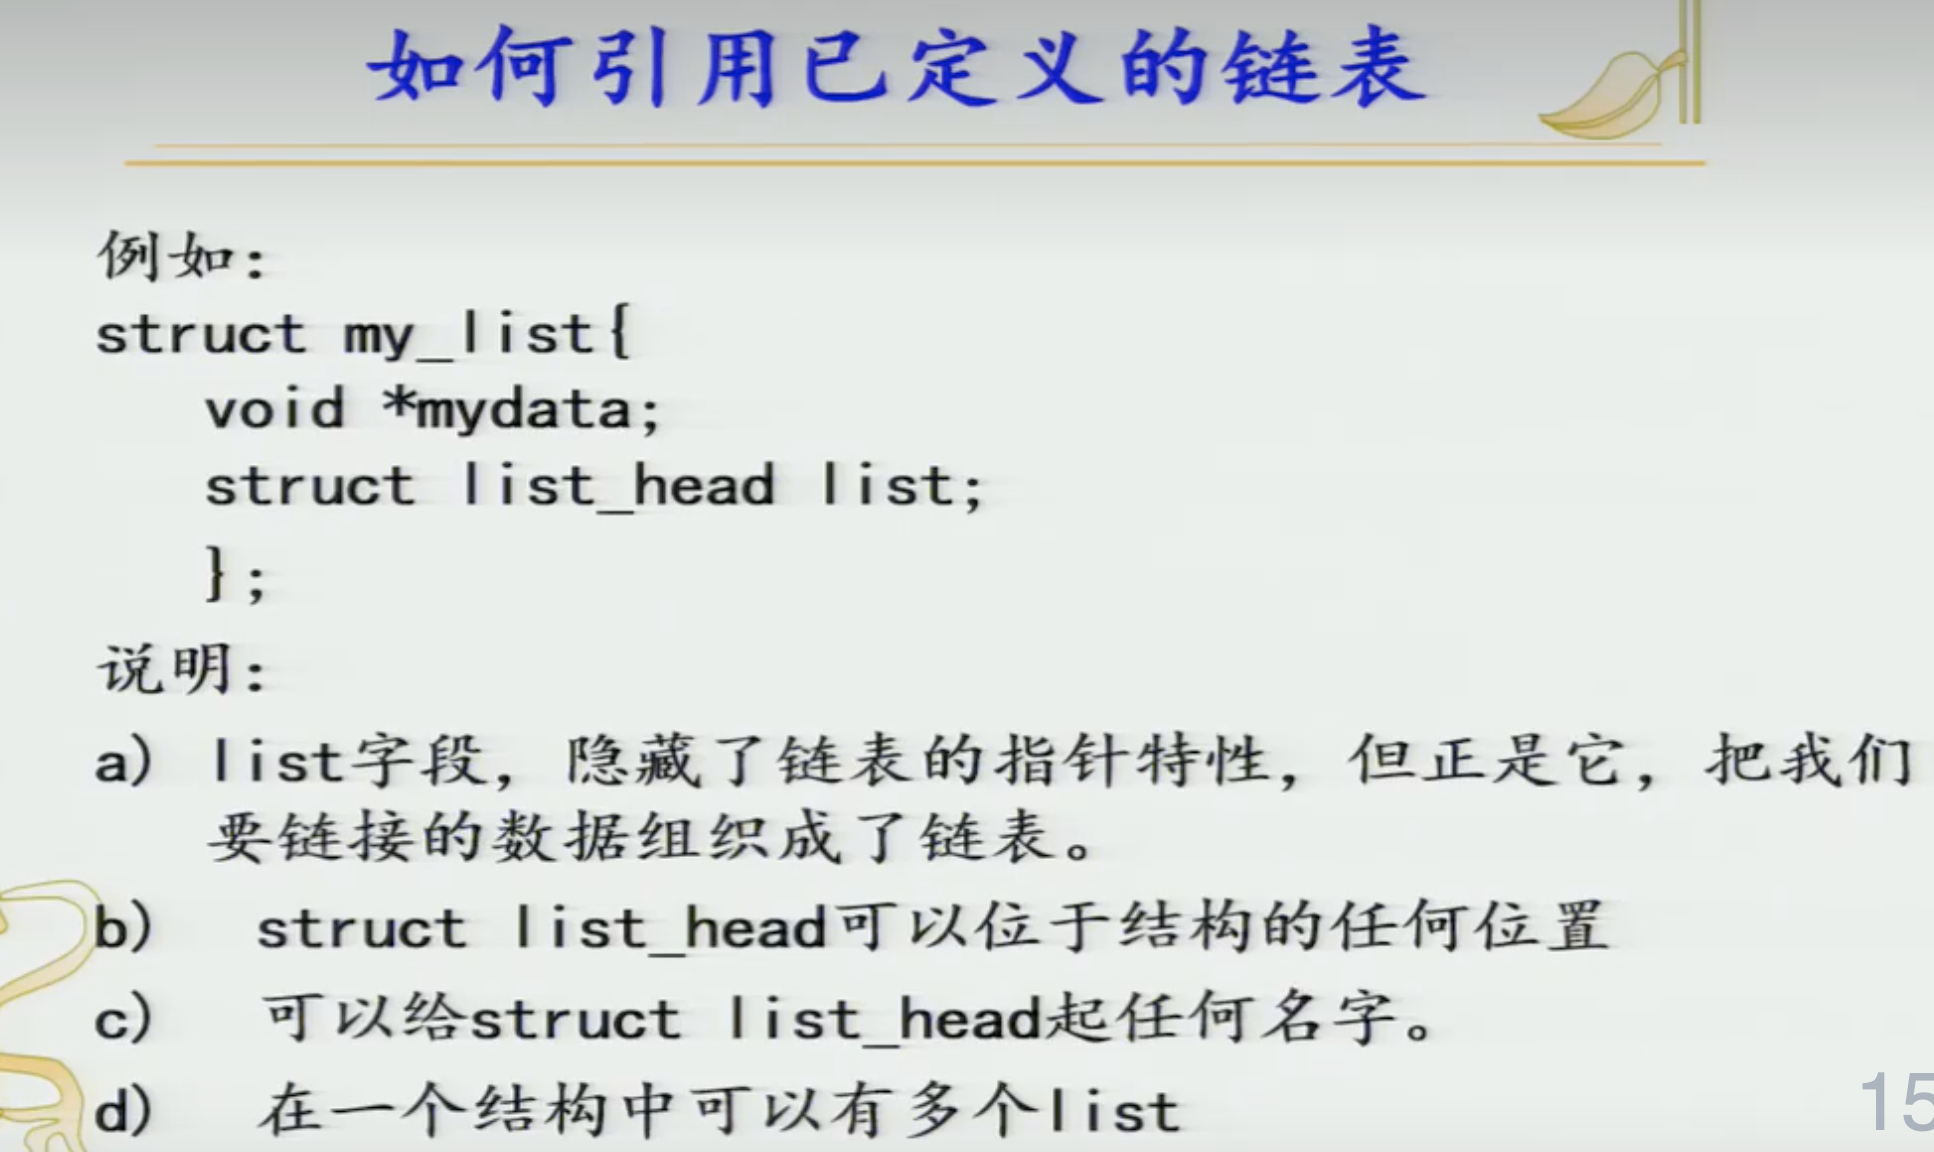 如何引用已定义的链表
例如：
struct my_list{
void *mydata;
struct list_head list;
};
说明：
a) list字段，隐藏了链表的指针特性，但正是它，把我们
要链接的数据组织成了链表。
b) struct list_head可以位于结构的任何位置
c) 可以给struct list_head起任何名字。
d) 在一个结构中可以有多个list
15